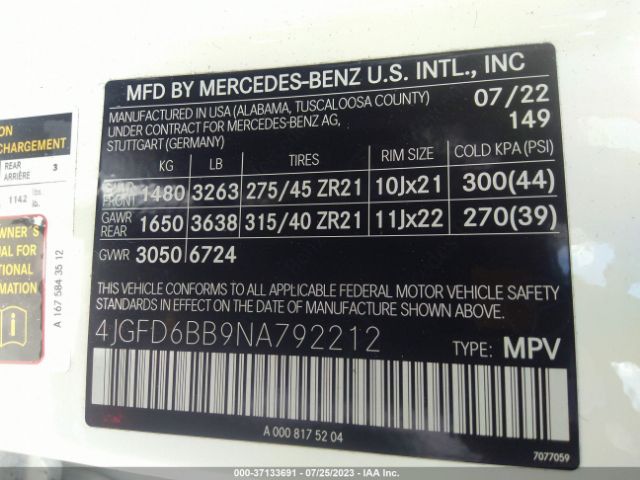 MFD BY MERCEDES-BENZ U.S. INTL., INC
MANUFACTURED IN USA (ALABAMA, TUSCALOOSA COUNTY) 07/22
UNDER CONTRACT FOR MERCEDES-BENZ AG, 149
STUTTGART (GERMANY)
KG LB TIRES RIM SIZE COLD KPA (PSI)
FRONT 1480 3263 275/45 ZR21 10Jx21 300(44)
GAWR REAR 1650 3638 315/40 ZR21 11Jx22 270(39)
GVWR 3050 6724
THIS VEHICLE CONFORMS TO ALL APPLICABLE FEDERAL MOTOR VEHICLE SAFETY
STANDARDS IN EFFECT ON THE DATE OF MANUFACTURE SHOWN ABOVE.
4JGFD6BB9NA792212 TYPE: MPV
A 000 817 52 04
7077059
ON
CHARGEMENT
REAR 3
ARRIÈRE
1142 lb.
OWNER'S
UAL FOR
TIONAL
RMATION
A 167 584 35 12
000-37133691 - 07/25/2023 - IAA Inc.